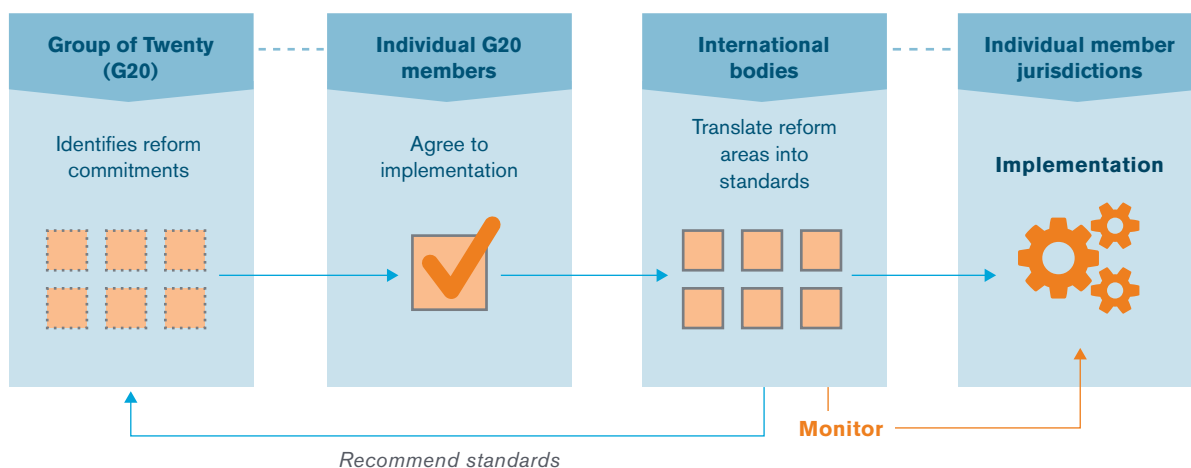 Group of Twenty
(G20)
Individual G20
members
International
bodies
Individual member
jurisdictions
Identifies reform
commitments
Agree to
implementation
Translate reform
areas into
standards
Implementation
Monitor
Recommend standards